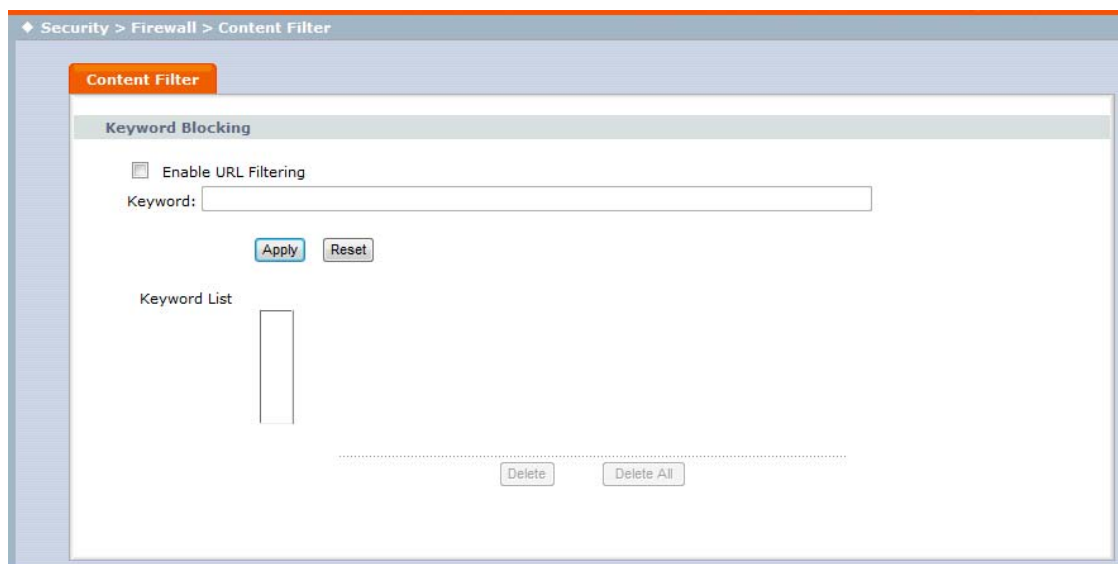 Security > Firewall > Content Filter
Content Filter
Keyword Blocking
Enable URL Filtering
Keyword:
Apply Reset
Keyword List
Delete Delete All